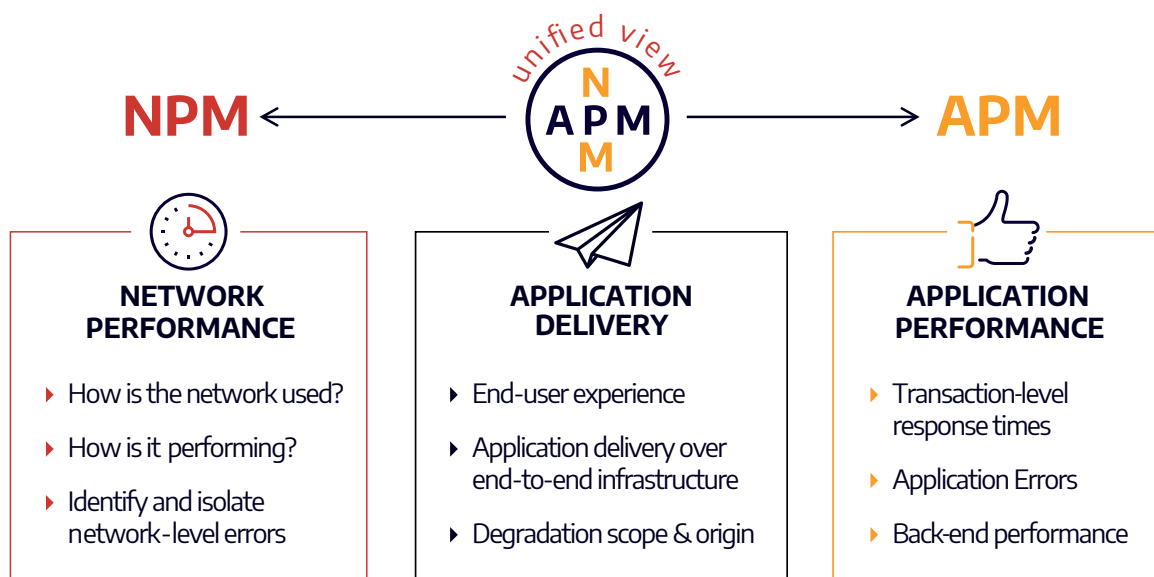 unified view
NPM
N
APM
M
APM
NETWORK
PERFORMANCE
How is the network used?
How is it performing?
Identify and isolate
network-level errors
APPLICATION
DELIVERY
End-user experience
Application delivery over
end-to-end infrastructure
Degradation scope & origin
APPLICATION
PERFORMANCE
Transaction-level
response times
Application Errors
Back-end performance